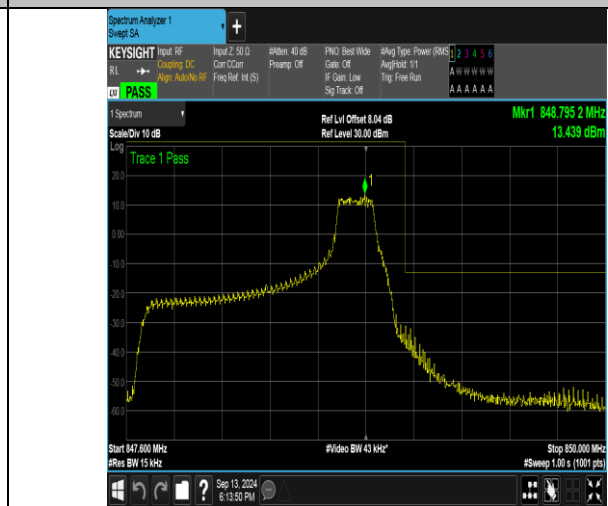 Spectrum Analyzer 1
Swept SA
KEYSIGHT
RL
LXI
PASS
Input: RF
Coupling: DC
Align: Auto/No RF
Input Z: 50 Ω
Corr CCorr
Freq Ref: Int (S)
#Atten: 40 dB
Preamp: Off
PNO: Best Wide
Gate: Off
IF Gain: Low
Sig Track: Off
#Avg Type: Power (RMS
Avg|Hold: 1/1
Trig: Free Run
1 2 3 4 5 6
A W W W W W
A A A A A A
1 Spectrum
Scale/Div 10 dB
Ref Lvl Offset 8.04 dB
Ref Level 30.00 dBm
Mkr1 848.795 2 MHz
13.439 dBm
Log
Trace 1 Pass
1
20.0
10.0
0.00
-10.0
-20.0
-30.0
-40.0
-50.0
-60.0
Start 847.600 MHz
#Res BW 15 kHz
#Video BW 43 kHz*
Stop 850.000 MHz
#Sweep 1.00 s (1001 pts)
?
Sep 13, 2024
6:13:50 PM